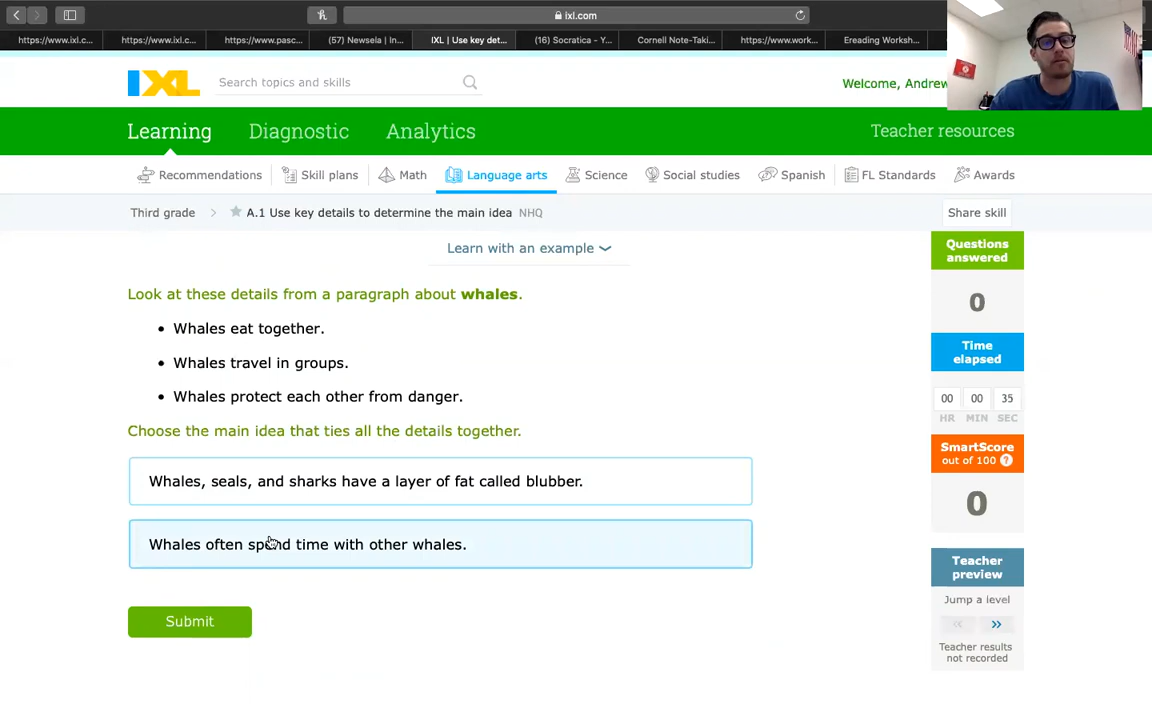 ixl.com
https://www.ixl.c... https://www.ixl.c... https://www.pasc... (57) Newsela | In... IXL | Use key det... (16) Socratica - Y... Cornell Note-Taki... https://www.work... Ereading Worksh...
IXL Search topics and skills Welcome, Andrew
Learning Diagnostic Analytics Teacher resources
Recommendations Skill plans Math Language arts Science Social studies Spanish FL Standards Awards
Third grade > A.1 Use key details to determine the main idea NHQ Share skill
Learn with an example
Look at these details from a paragraph about whales.
• Whales eat together.
• Whales travel in groups.
• Whales protect each other from danger.
Choose the main idea that ties all the details together.
Whales, seals, and sharks have a layer of fat called blubber.
Whales often spend time with other whales.
Submit
Questions
answered
0
Time
elapsed
00 00 35
HR MIN SEC
SmartScore
out of 100 ?
0
Teacher
preview
Jump a level
<< >>
Teacher results
not recorded